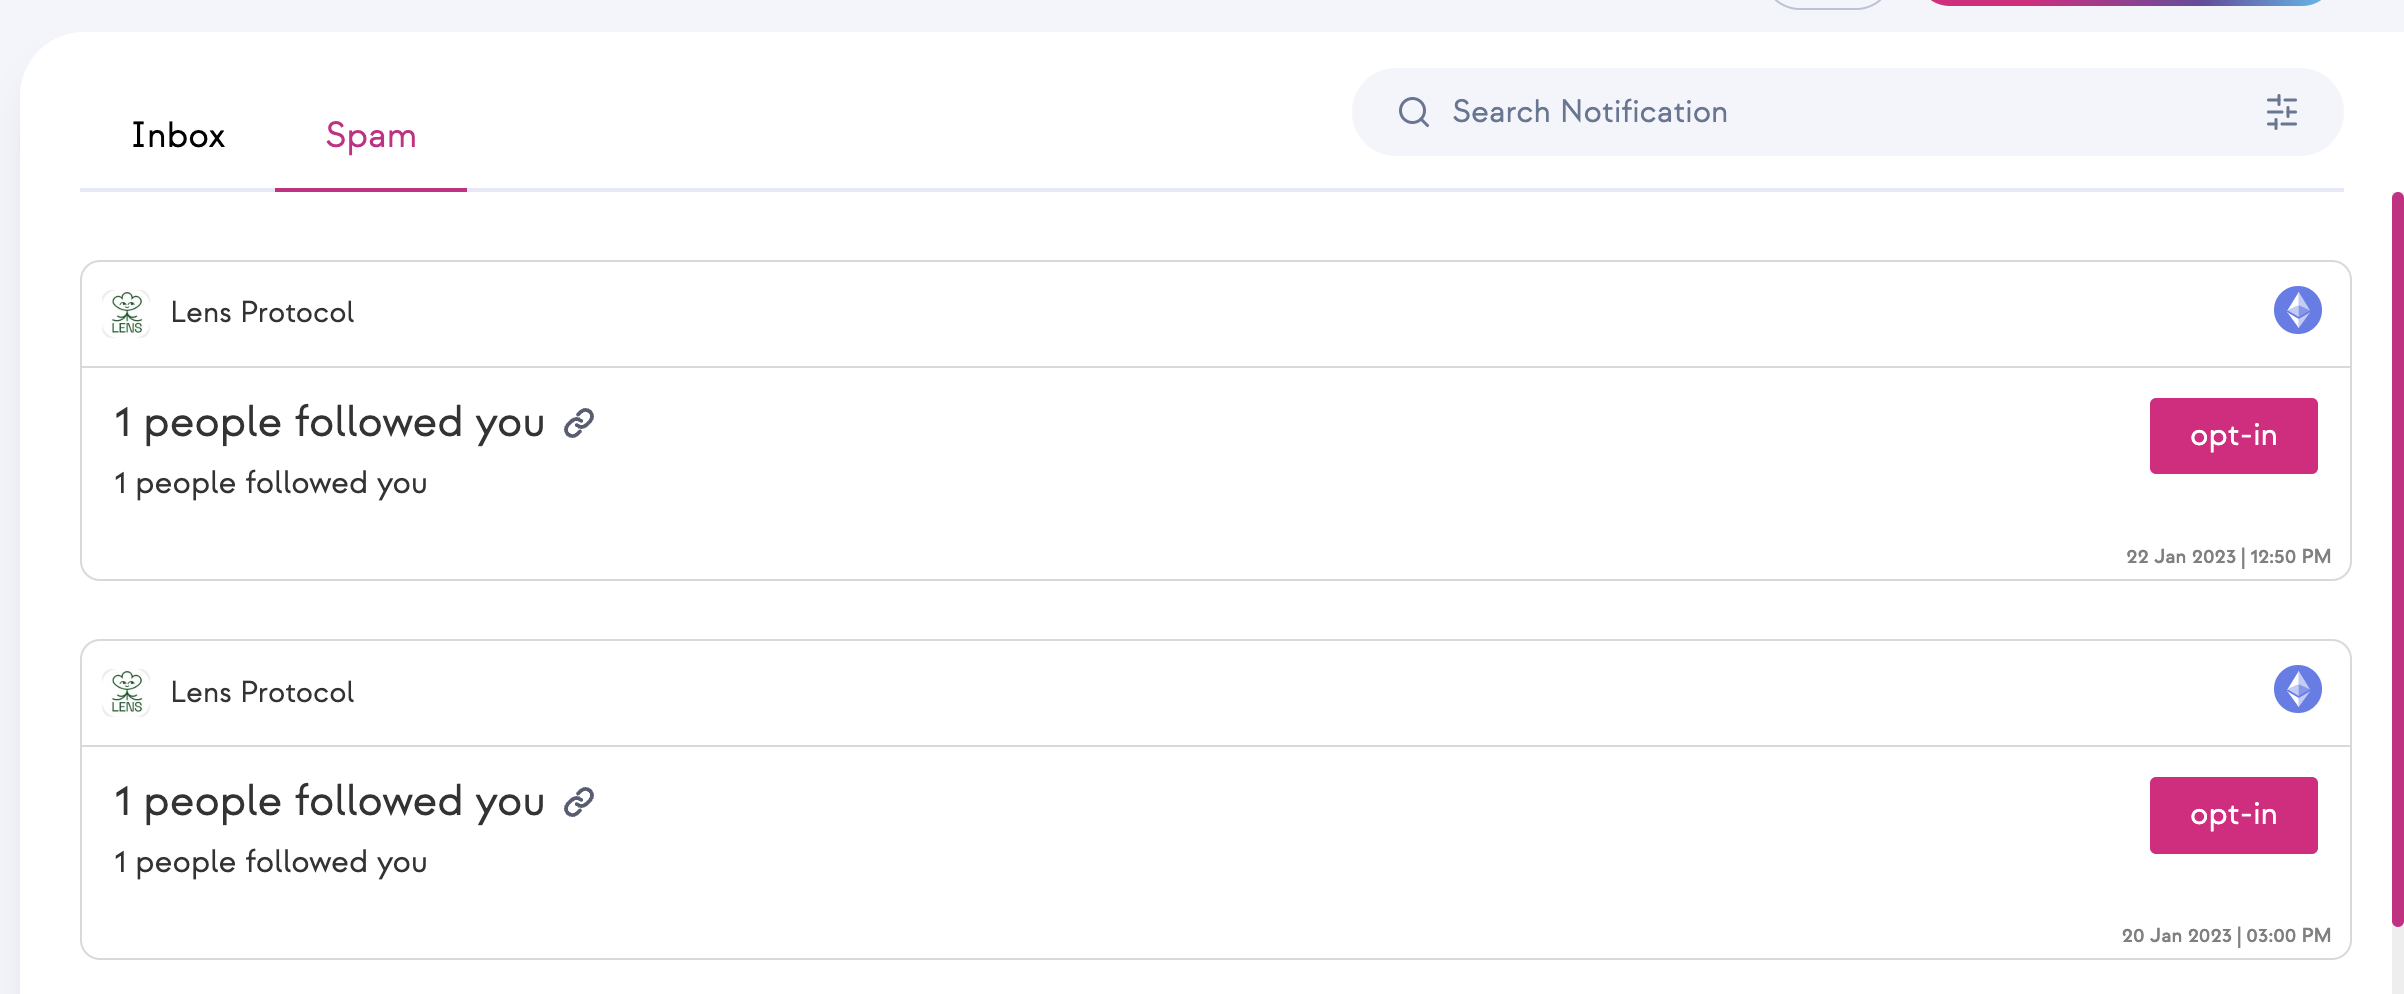 Inbox Spam
Search Notification
LENS
Lens Protocol
1 people followed you
opt-in
1 people followed you
22 Jan 2023 | 12:50 PM
LENS
Lens Protocol
1 people followed you
opt-in
1 people followed you
20 Jan 2023 | 03:00 PM